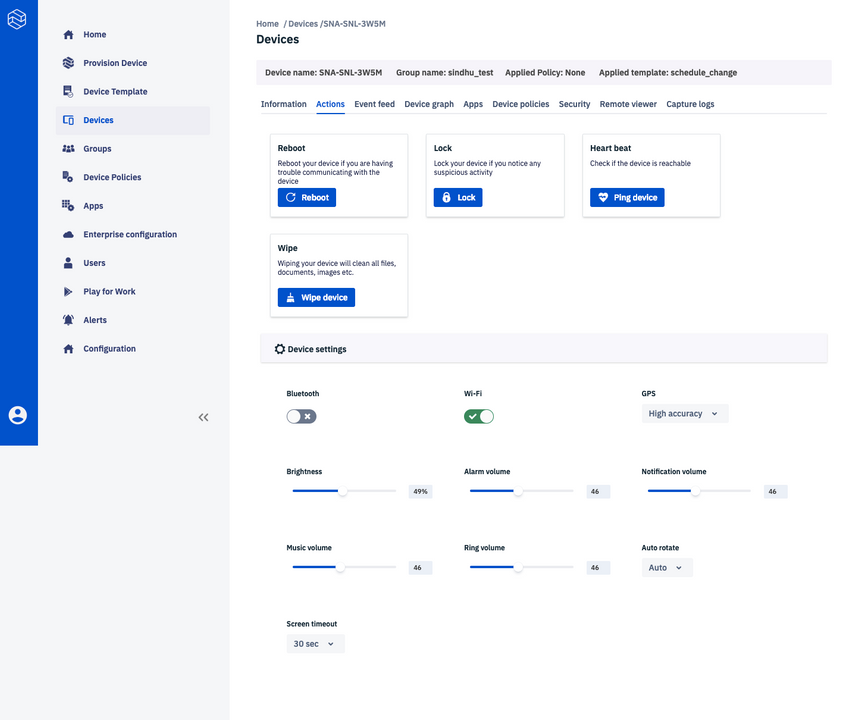 Home
Provision Device
Device Template
Devices
Groups
Device Policies
Apps
Enterprise configuration
Users
Play for Work
Alerts
Configuration
Home / Devices /SNA-SNL-3W5M
Devices
Device name: SNA-SNL-3W5M Group name: sindhu_test Applied Policy: None Applied template: schedule_change
Information Actions Event feed Device graph Apps Device policies Security Remote viewer Capture logs
Reboot
Reboot your device if you are having
trouble communicating with the
device
Reboot
Lock
Lock your device if you notice any
suspicious activity
Lock
Heart beat
Check if the device is reachable
Ping device
Wipe
Wiping your device will clean all files,
documents, images etc.
Wipe device
Device settings
Bluetooth Wi-Fi GPS
High accuracy
Brightness Alarm volume Notification volume
49% 46 46
Music volume Ring volume Auto rotate
46 46 Auto
Screen timeout
30 sec